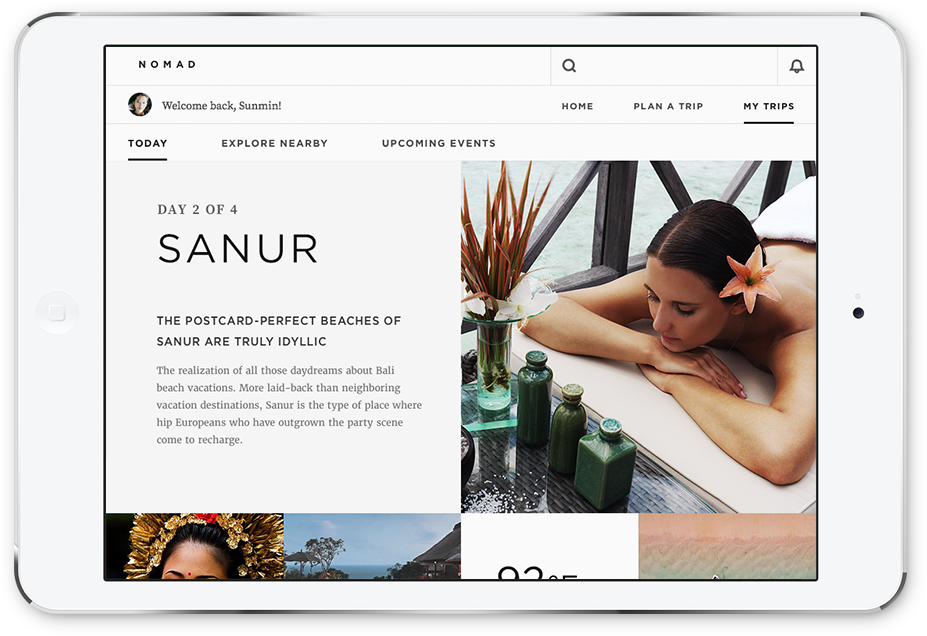 NOMAD
Welcome back, Sunmin!
HOME PLAN A TRIP MY TRIPS
TODAY EXPLORE NEARBY UPCOMING EVENTS
DAY 2 OF 4
SANUR
THE POSTCARD-PERFECT BEACHES OF
SANUR ARE TRULY IDYLLIC
The realization of all those daydreams about Bali
beach vacations. More laid-back than neighboring
vacation destinations, Sanur is the type of place where
hip Europeans who have outgrown the party scene
come to recharge.